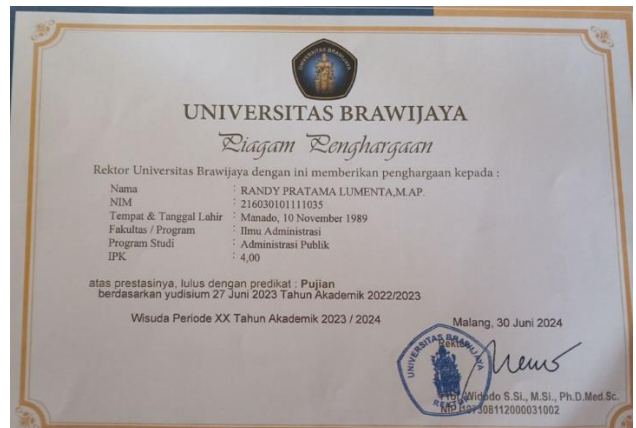 UNIVERSITAS BRAWIJAYA
Piagam Penghargaan
Rektor Universitas Brawijaya dengan ini memberikan penghargaan kepada :
Nama : RANDY PRATAMA LUMENTA,M.AP.
NIM : 216030101111035
Tempat & Tanggal Lahir : Manado, 10 November 1989
Fakultas / Program : Ilmu Administrasi
Program Studi : Administrasi Publik
IPK : 4,00
atas prestasinya, lulus dengan predikat : Pujian
berdasarkan yudisium 27 Juni 2023 Tahun Akademik 2022/2023
Wisuda Periode XX Tahun Akademik 2023 / 2024
Malang, 30 Juni 2024
Rektor
UNIVERSITAS BRAWIJAYA
REKTOR
Widodo S.Si., M.Si., Ph.D.Med.Sc.
NIP